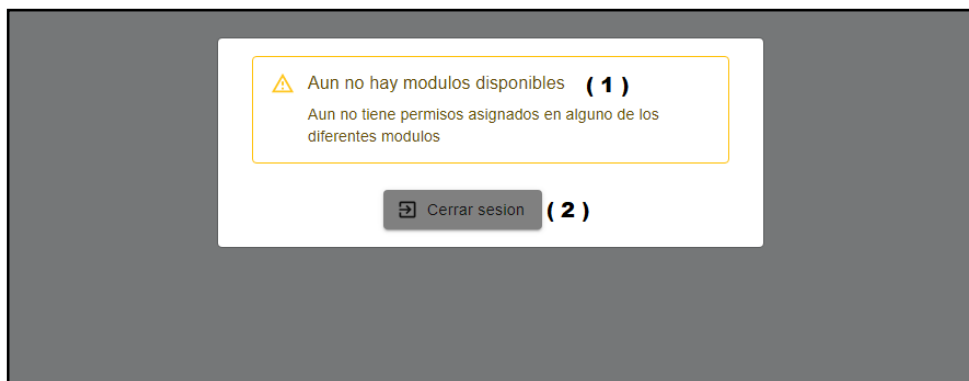 Aun no hay modulos disponibles ( 1 )
Aun no tiene permisos asignados en alguno de los
diferentes modulos
Cerrar sesion ( 2 )